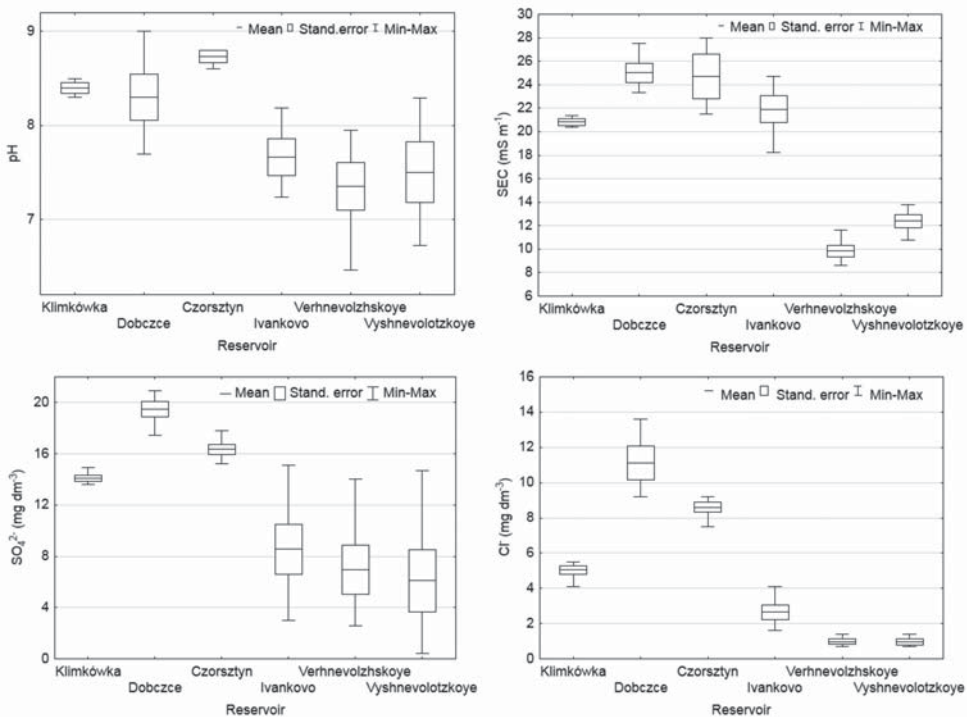 Mean Stand.error Min-Max
9
8
7
pH
Klimkówka Czorsztyn Verhnevolzhskoye
Dobczce Ivankovo Vyshnevolotzkoye
Reservoir
Mean Stand.error Min-Max
30
28
26
24
22
20
18
16
14
12
10
8
6
SEC (mS m-1)
Klimkówka Czorsztyn Verhnevolzhskoye
Dobczce Ivankovo Vyshnevolotzkoye
Reservoir
Mean Stand. error Min-Max
20
16
12
8
4
0
SO42- (mg dm-3)
Klimkówka Czorsztyn Verhnevolzhskoye
Dobczce Ivankovo Vyshnevolotzkoye
Reservoir
Mean Stand. error Min-Max
16
14
12
10
8
6
4
2
0
Cl- (mg dm-3)
Klimkówka Czorsztyn Verhnevolzhskoye
Dobczce Ivankovo Vyshnevolotzkoye
Reservoir